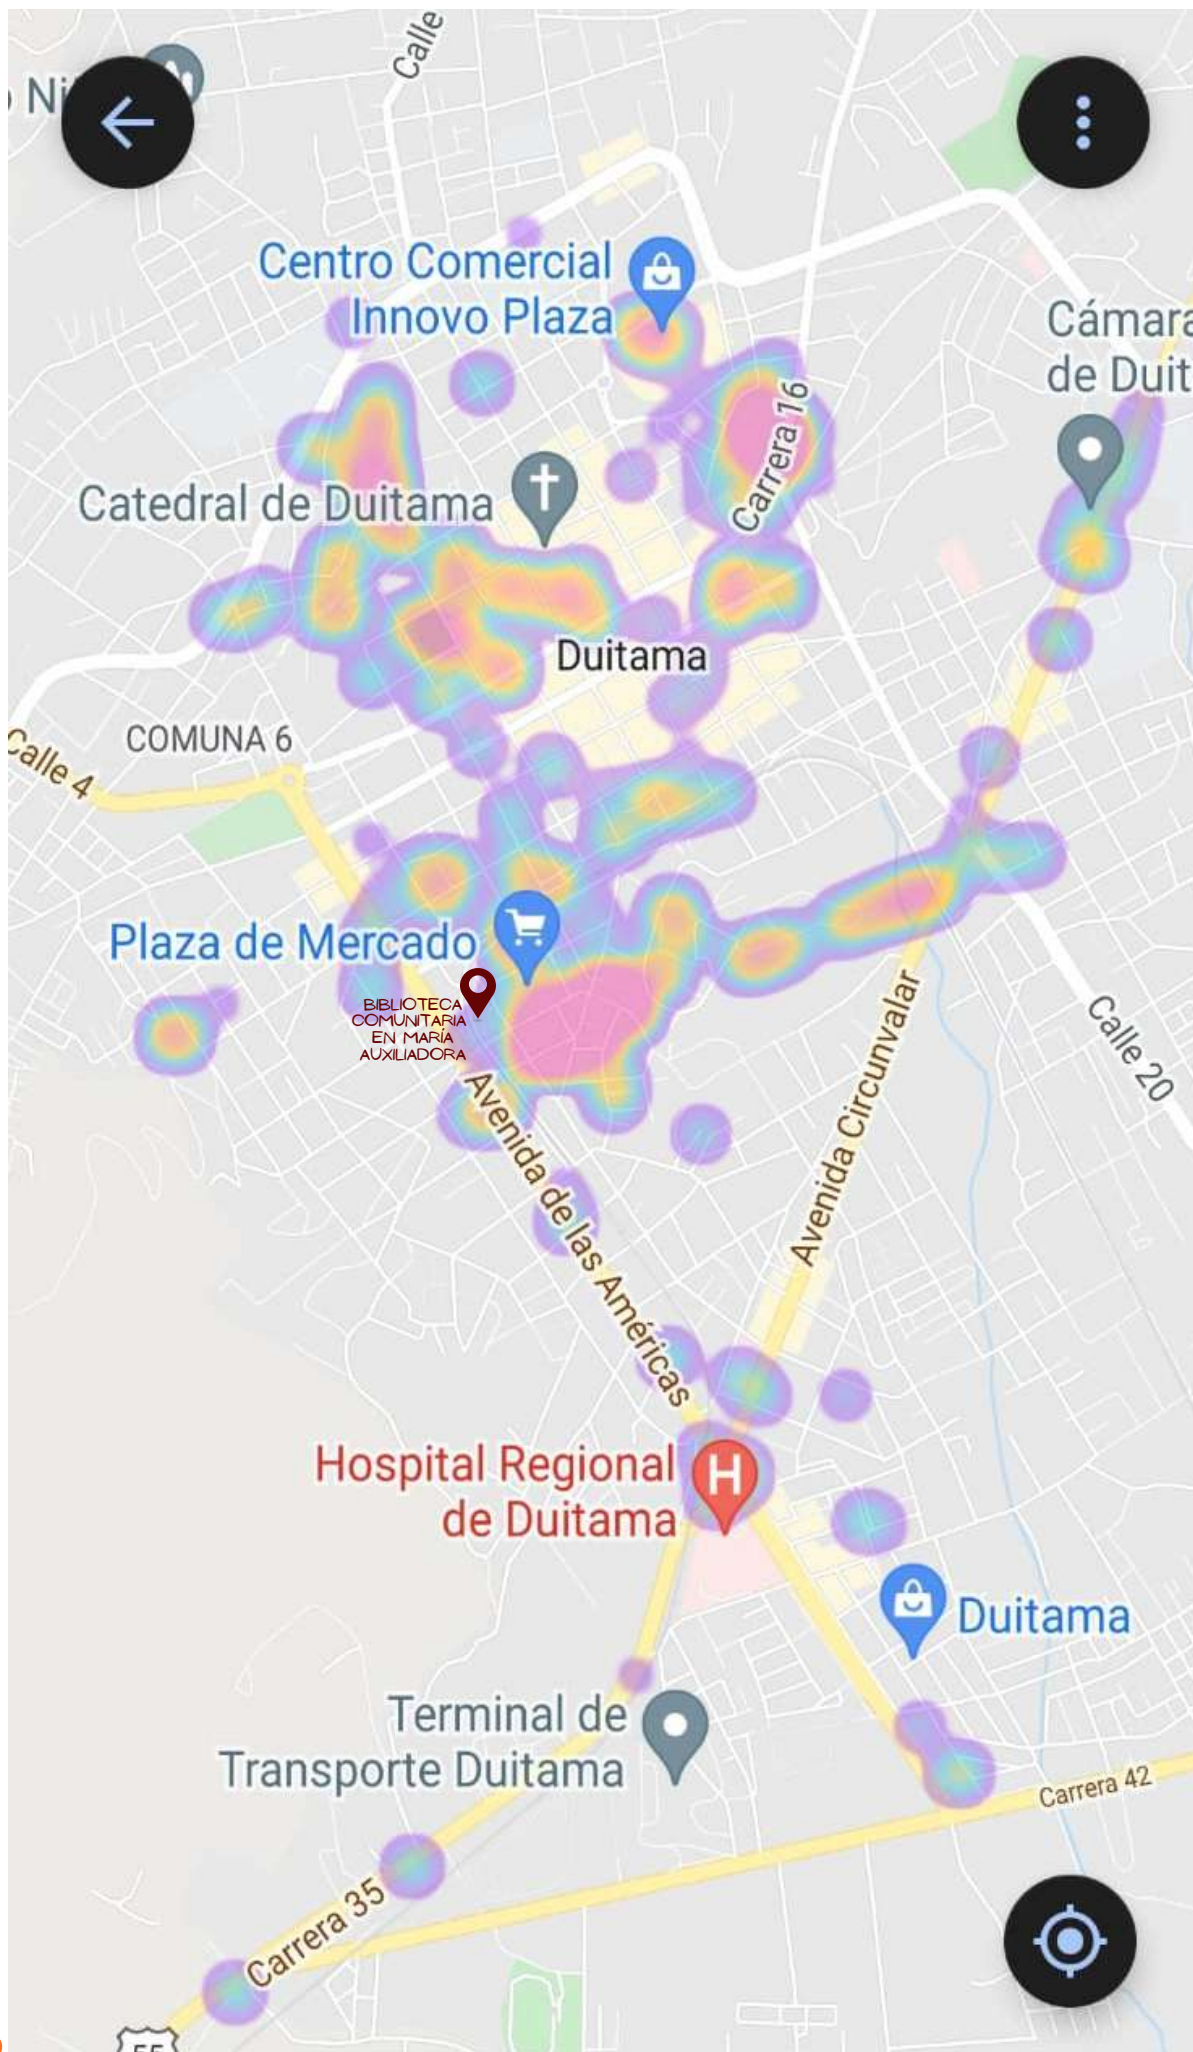 Calle
o Ni
Centro Comercial
Innovo Plaza
Cámara
de Duit
Carrera 16
Catedral de Duitama
Duitama
COMUNA 6
Calle 4
Plaza de Mercado
BIBLIOTECA
COMUNITARIA
EN MARÍA
AUXILIADORA
Avenida de las Américas
Avenida Circunvalar
Calle 20
Hospital Regional
de Duitama
H
Duitama
Terminal de
Transporte Duitama
Carrera 42
Carrera 35
55